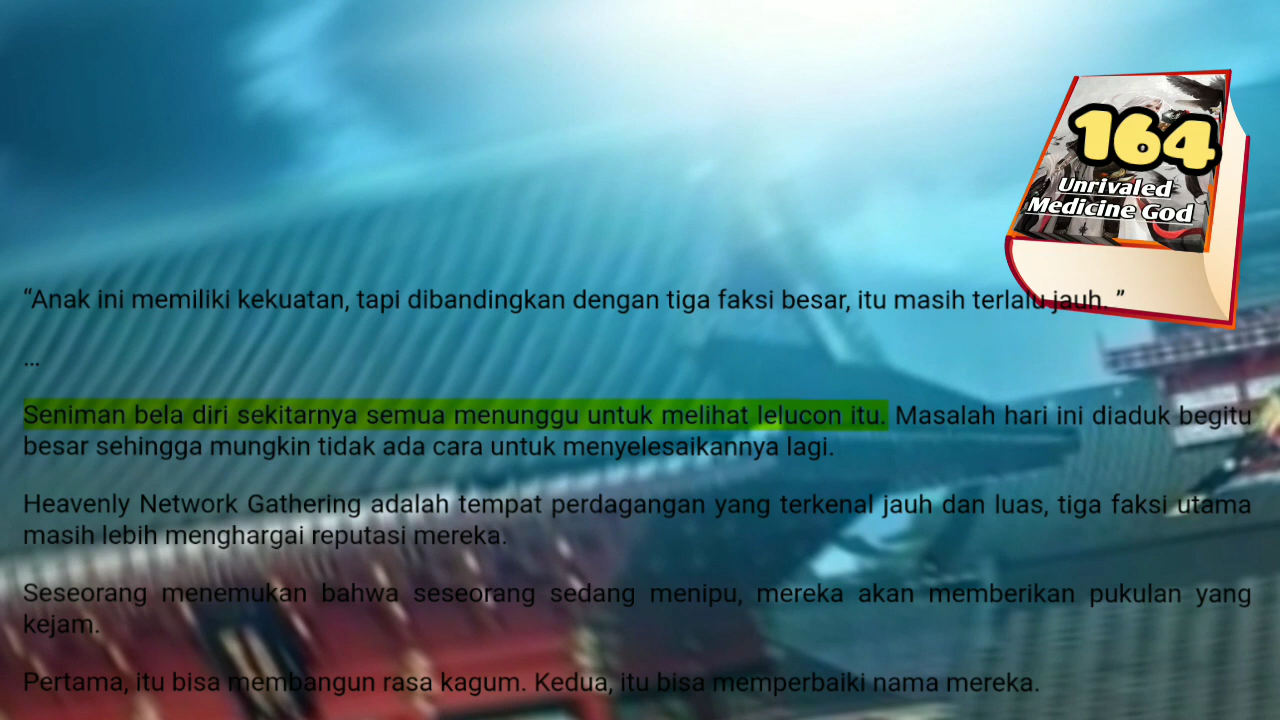 164
Unrivaled
Medicine God
“Anak ini memiliki kekuatan, tapi dibandingkan dengan tiga faksi besar, itu masih terlalu jauh. ”
...
Seniman bela diri sekitarnya semua menunggu untuk melihat lelucon itu. Masalah hari ini diaduk begitu
besar sehingga mungkin tidak ada cara untuk menyelesaikannya lagi.
Heavenly Network Gathering adalah tempat perdagangan yang terkenal jauh dan luas, tiga faksi utama
masih lebih menghargai reputasi mereka.
Seseorang menemukan bahwa seseorang sedang menipu, mereka akan memberikan pukulan yang
kejam.
Pertama, itu bisa membangun rasa kagum. Kedua, itu bisa memperbaiki nama mereka.